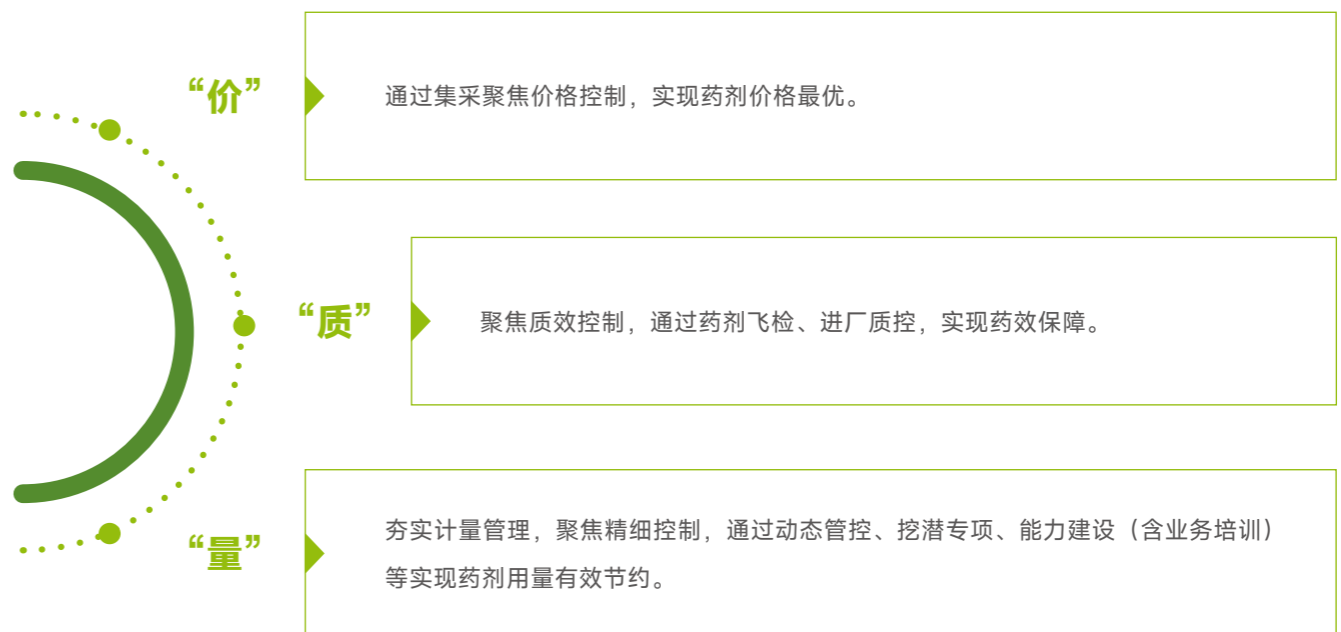 “价”
通过集采聚焦价格控制，实现药剂价格最优。
“质”
聚焦质效控制，通过药剂飞检、进厂质控，实现药效保障。
“量”
夯实计量管理，聚焦精细控制，通过动态管控、挖潜专项、能力建设（含业务培训）
等实现药剂用量有效节约。